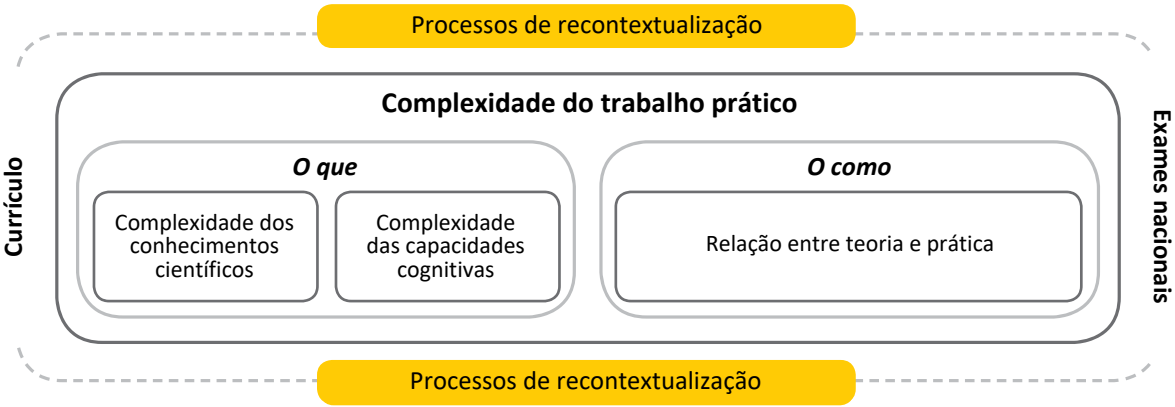 Processos de recontextualização
Complexidade do trabalho prático
Currículo
O que
Complexidade dos
conhecimentos
científicos
Complexidade
das capacidades
cognitivas
O como
Relação entre teoria e prática
Exames nacionais
Processos de recontextualização